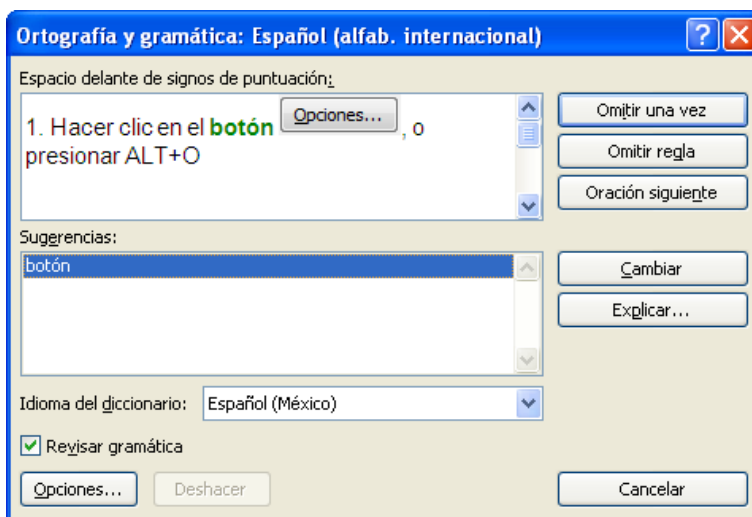 Ortografía y gramática: Español (alfab. internacional)
Espacio delante de signos de puntuación:
1. Hacer clic en el botón Opciones... , o
presionar ALT+O
Omitir una vez
Omitir regla
Oración siguiente
Sugerencias:
botón
Cambiar
Explicar...
Idioma del diccionario: Español (México)
Revisar gramática
Opciones... Deshacer Cancelar